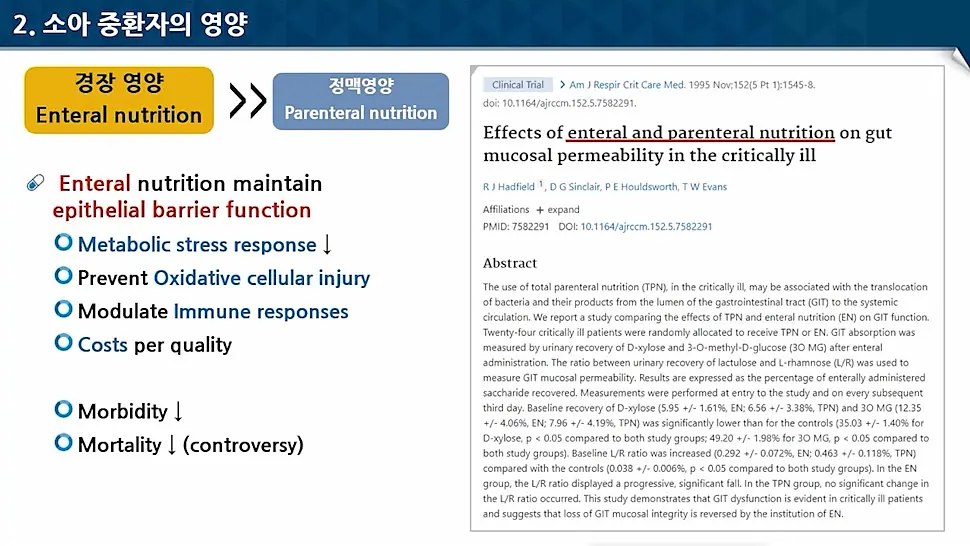 2. 소아 중환자의 영양
경장 영양
Enteral nutrition
정맥영양
Parenteral nutrition
Enteral nutrition maintain
epithelial barrier function
Metabolic stress response ↓
Prevent Oxidative cellular injury
Modulate Immune responses
Costs per quality
Morbidity ↓
Mortality ↓ (controversy)
Clinical Trial > Am J Respir Crit Care Med. 1995 Nov;152(5 Pt 1):1545-8.
doi: 10.1164/ajrccm.152.5.7582291.
Effects of enteral and parenteral nutrition on gut
mucosal permeability in the critically ill
R J Hadfield 1, D G Sinclair, P E Houldsworth, T W Evans
Affiliations + expand
PMID: 7582291 DOI: 10.1164/ajrccm.152.5.7582291
Abstract
The use of total parenteral nutrition (TPN), in the critically ill, may be associated with the translocation
of bacteria and their products from the lumen of the gastrointestinal tract (GIT) to the systemic
circulation. We report a study comparing the effects of TPN and enteral nutrition (EN) on GIT function.
Twenty-four critically ill patients were randomly allocated to receive TPN or EN. GIT absorption was
measured by urinary recovery of D-xylose and 3-O-methyl-D-glucose (3O MG) after enteral
administration. The ratio between urinary recovery of lactulose and L-rhamnose (L/R) was used to
measure GIT mucosal permeability. Results are expressed as the percentage of enterally administered
saccharide recovered. Measurements were performed at entry to the study and on every subsequent
third day. Baseline recovery of D-xylose (5.95 +/- 1.61%, EN; 6.56 +/- 3.38%, TPN) and 3O MG (12.35
+/- 4.06%, EN; 7.96 +/- 4.19%, TPN) was significantly lower than for the controls (35.03 +/- 1.40% for
D-xylose, p < 0.05 compared to both study groups; 49.20 +/- 1.98% for 3O MG, p < 0.05 compared to
both study groups). Baseline L/R ratio was increased (0.292 +/- 0.072%, EN; 0.463 +/- 0.118%, TPN)
compared with the controls (0.038 +/- 0.006%, p < 0.05 compared to both study groups). In the EN
group, the L/R ratio displayed a progressive, significant fall. In the TPN group, no significant change in
the L/R ratio occurred. This study demonstrates that GIT dysfunction is evident in critically ill patients
and suggests that loss of GIT mucosal integrity is reversed by the institution of EN.